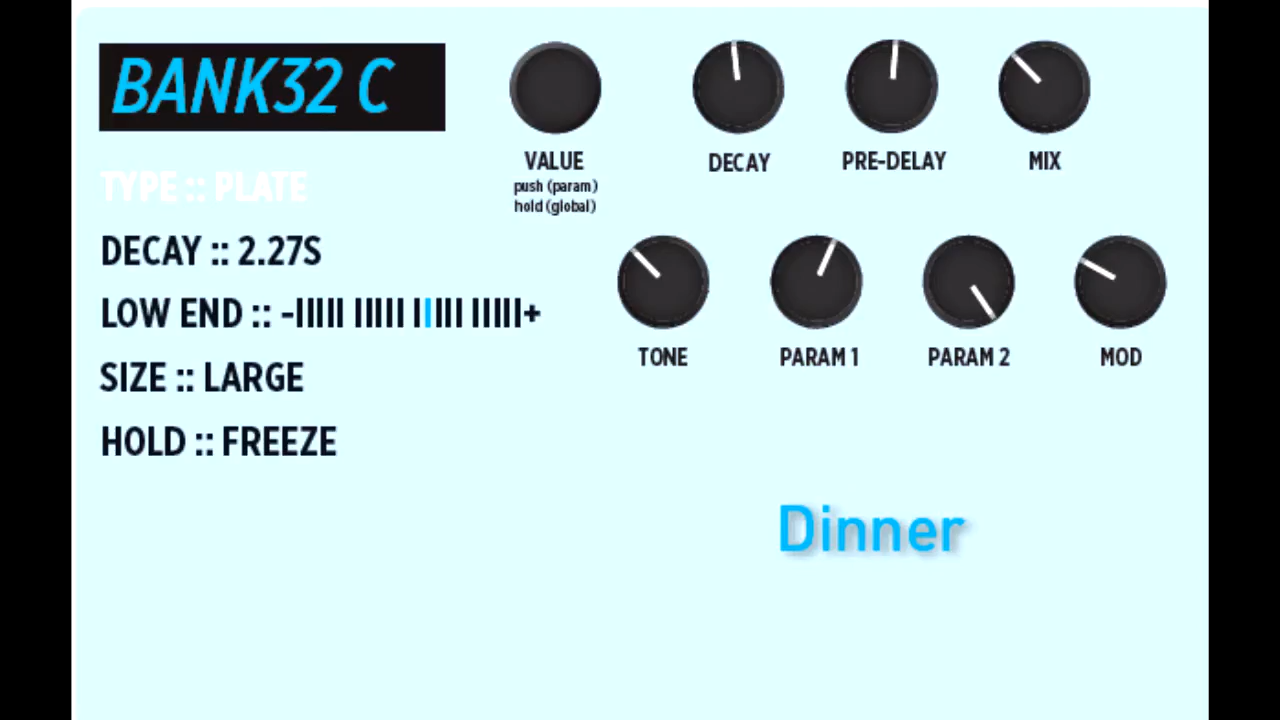 BANK32 C
TYPE :: PLATE
DECAY :: 2.27S
LOW END :: -IIIII IIIII IIIII IIIII+
SIZE :: LARGE
HOLD :: FREEZE
VALUE
push (param)
hold (global)
DECAY
PRE-DELAY
MIX
TONE
PARAM 1
PARAM 2
MOD
Dinner